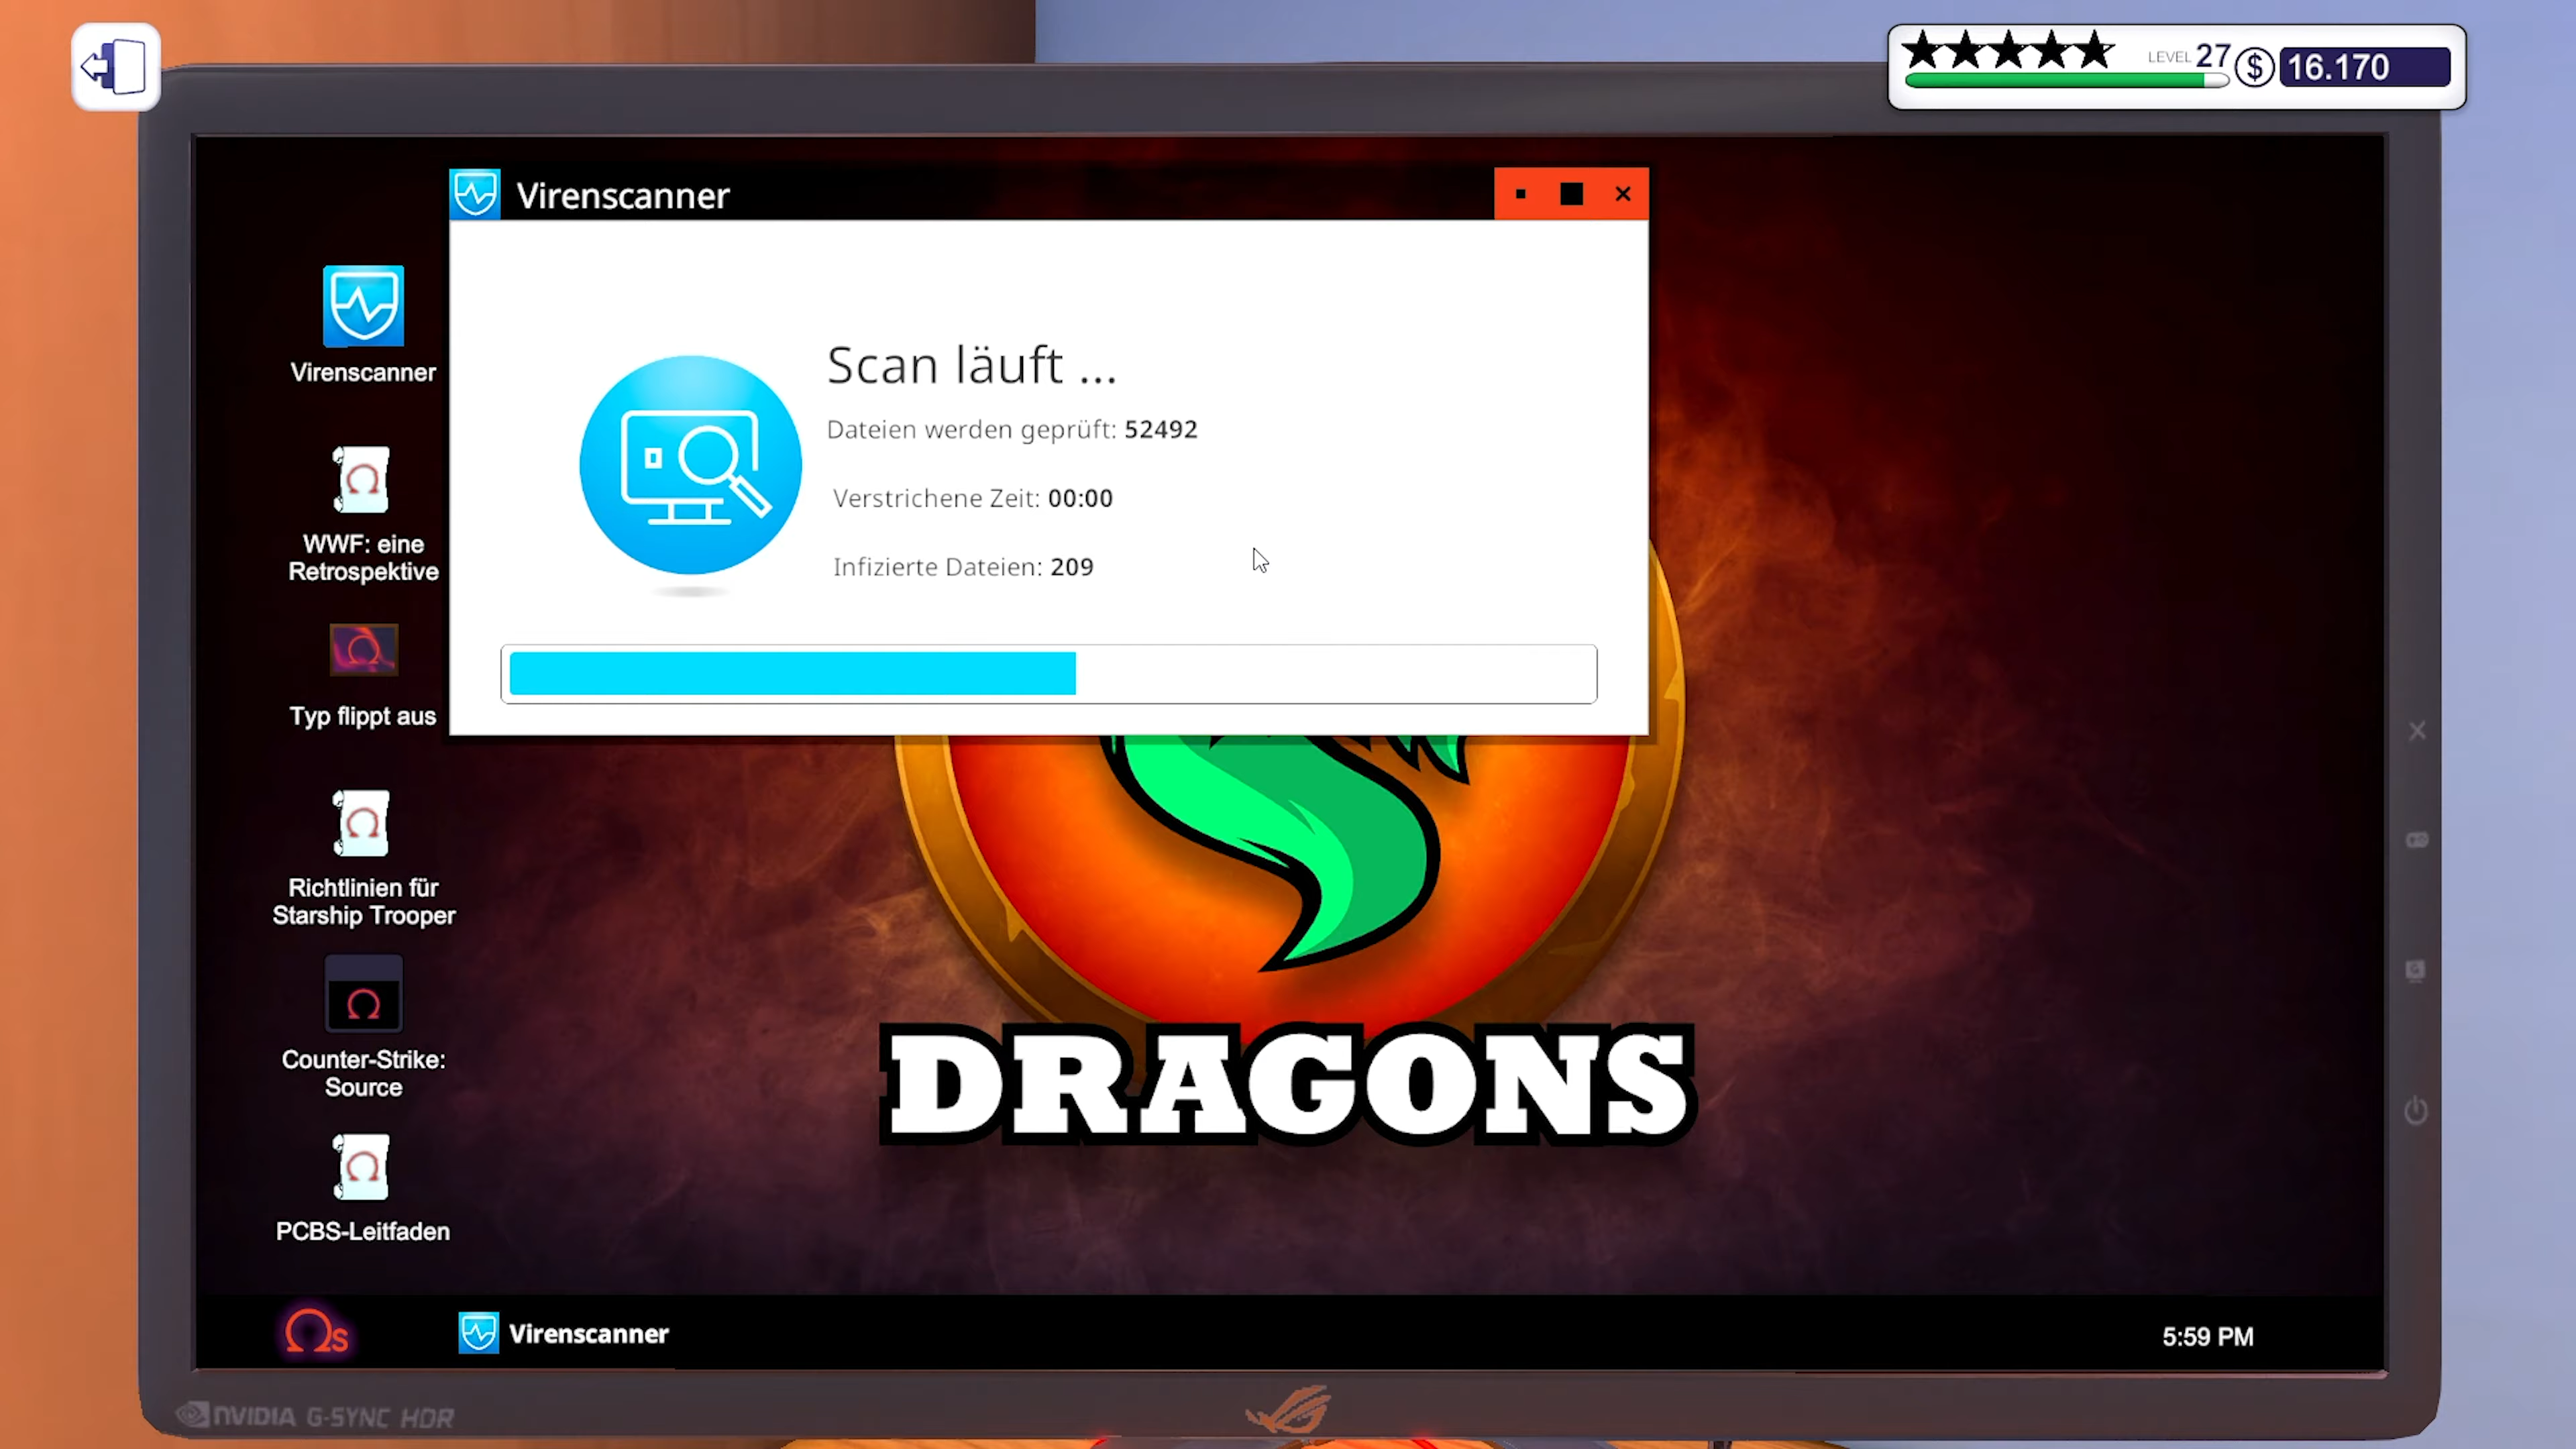 LEVEL 27
$ 16.170
Virenscanner
Scan läuft ...
Dateien werden geprüft: 52492
Verstrichene Zeit: 00:00
Infizierte Dateien: 209
Virenscanner
WWF: eine
Retrospektive
Typ flippt aus
Richtlinien für
Starship Trooper
Counter-Strike:
Source
PCBS-Leitfaden
DRAGONS
Ωs
Virenscanner
5:59 PM
NVIDIA G-SYNC HDR